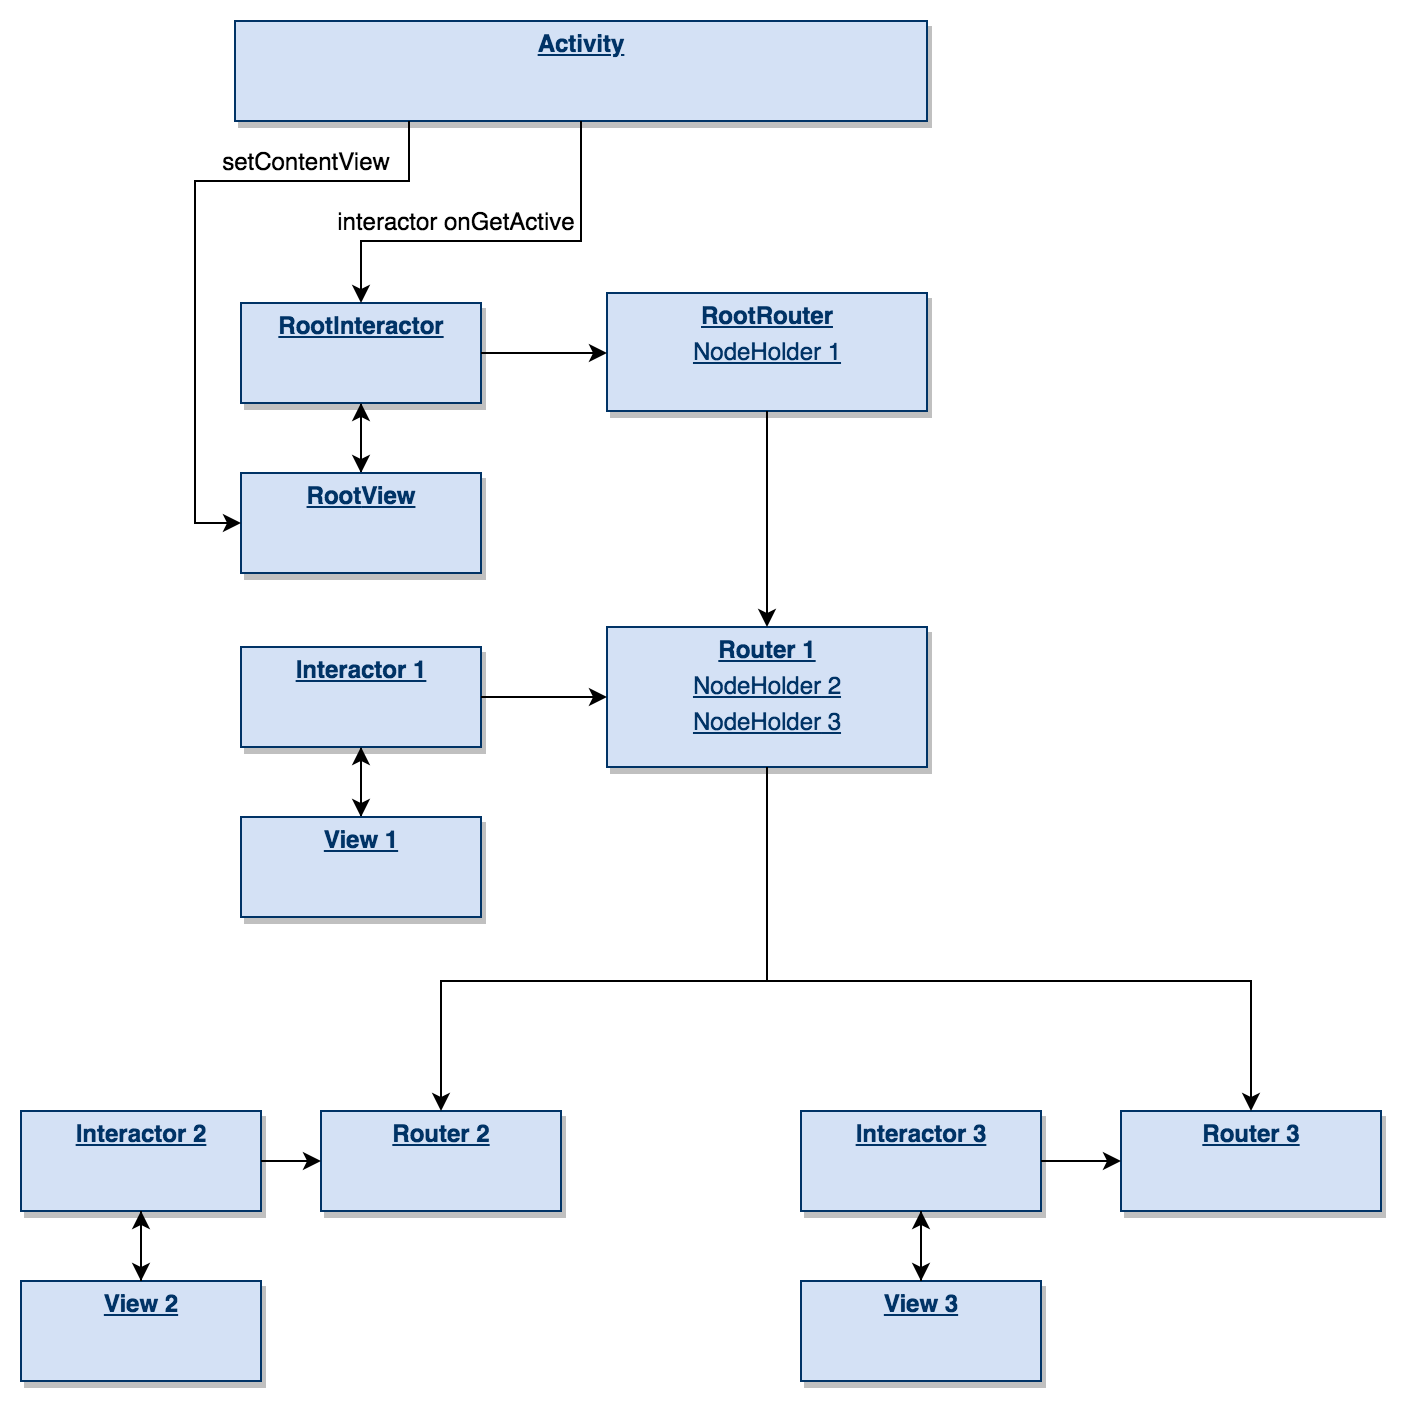 Activity
setContentView
interactor onGetActive
RootInteractor
RootRouter
NodeHolder 1
RootView
Interactor 1
Router 1
NodeHolder 2
NodeHolder 3
View 1
Interactor 2
Router 2
Interactor 3
Router 3
View 2
View 3